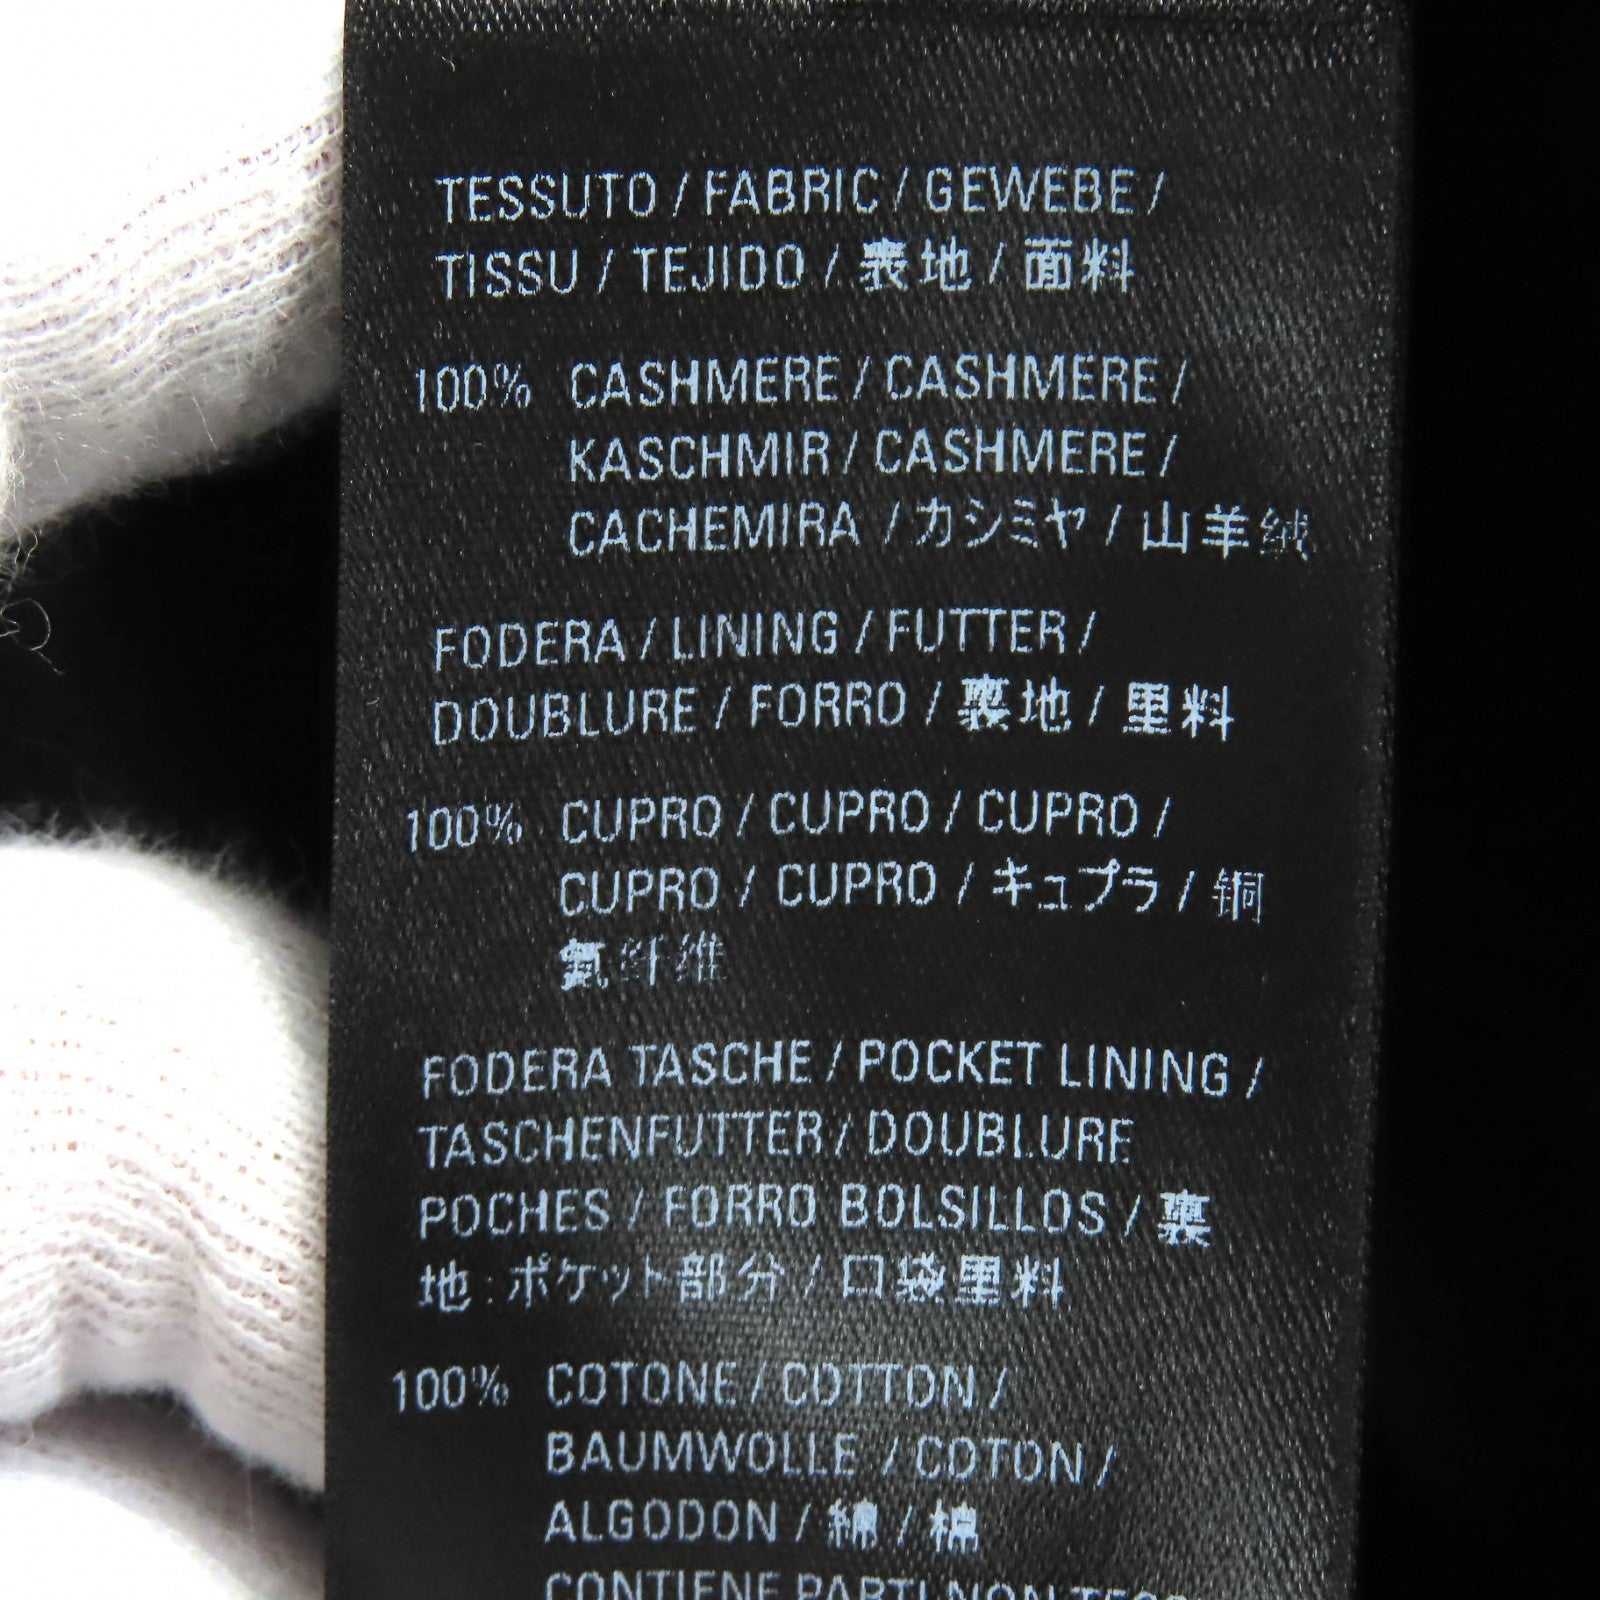 TESSUTO / FABRIC / GEWEBE /
TISSU / TEJIDO / 表地 / 面料
100% CASHMERE / CASHMERE /
KASCHMIR / CASHMERE /
CACHEMIRA / カシミヤ / 山羊绒
FODERA / LINING / FUTTER /
DOUBLURE / FORRO / 裏地 / 里料
100% CUPRO / CUPRO / CUPRO /
CUPRO / CUPRO / キュプラ / 铜
氨纤维
FODERA TASCHE / POCKET LINING /
TASCHENFUTTER / DOUBLURE
POCHES / FORRO BOLSILLOS / 裏
地:ポケット部分 / 口袋里料
100% COTONE / COTTON /
BAUMWOLLE / COTON /
ALGODON / 綿 / 棉
CONTIENE PARTI NON